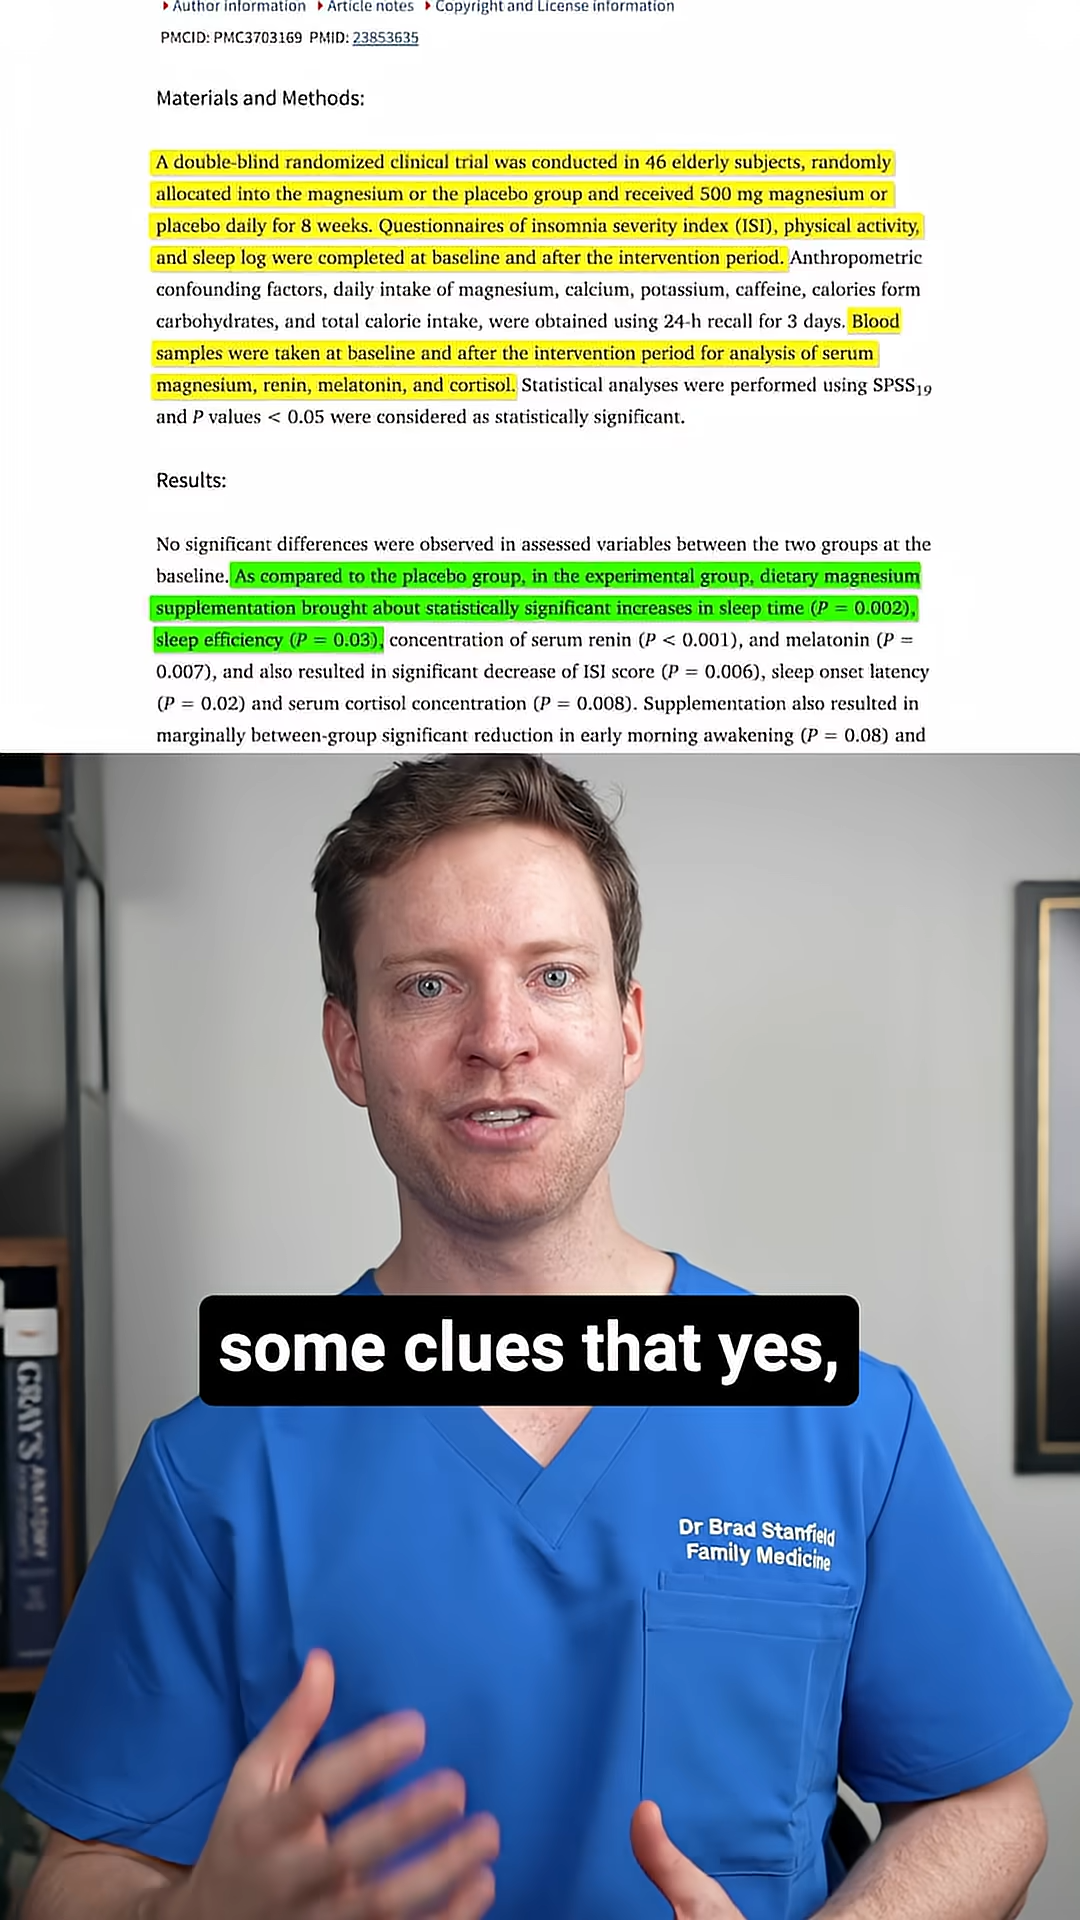 Author information Article notes Copyright and License information
PMCID: PMC3703169 PMID: 23853635
Materials and Methods:
A double-blind randomized clinical trial was conducted in 46 elderly subjects, randomly
allocated into the magnesium or the placebo group and received 500 mg magnesium or
placebo daily for 8 weeks. Questionnaires of insomnia severity index (ISI), physical activity,
and sleep log were completed at baseline and after the intervention period. Anthropometric
confounding factors, daily intake of magnesium, calcium, potassium, caffeine, calories form
carbohydrates, and total calorie intake, were obtained using 24-h recall for 3 days. Blood
samples were taken at baseline and after the intervention period for analysis of serum
magnesium, renin, melatonin, and cortisol. Statistical analyses were performed using SPSS19
and P values < 0.05 were considered as statistically significant.
Results:
No significant differences were observed in assessed variables between the two groups at the
baseline. As compared to the placebo group, in the experimental group, dietary magnesium
supplementation brought about statistically significant increases in sleep time (P = 0.002),
sleep efficiency (P = 0.03), concentration of serum renin (P < 0.001), and melatonin (P =
0.007), and also resulted in significant decrease of ISI score (P = 0.006), sleep onset latency
(P = 0.02) and serum cortisol concentration (P = 0.008). Supplementation also resulted in
marginally between-group significant reduction in early morning awakening (P = 0.08) and
some clues that yes,
GRAY'S ANATOMY
Dr Brad Stanfield
Family Medicine